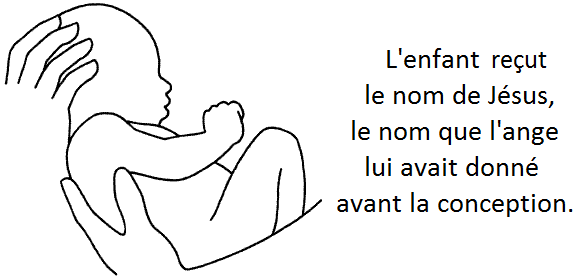 L'enfant reçut
le nom de Jésus,
le nom que l'ange
lui avait donné
avant la conception.